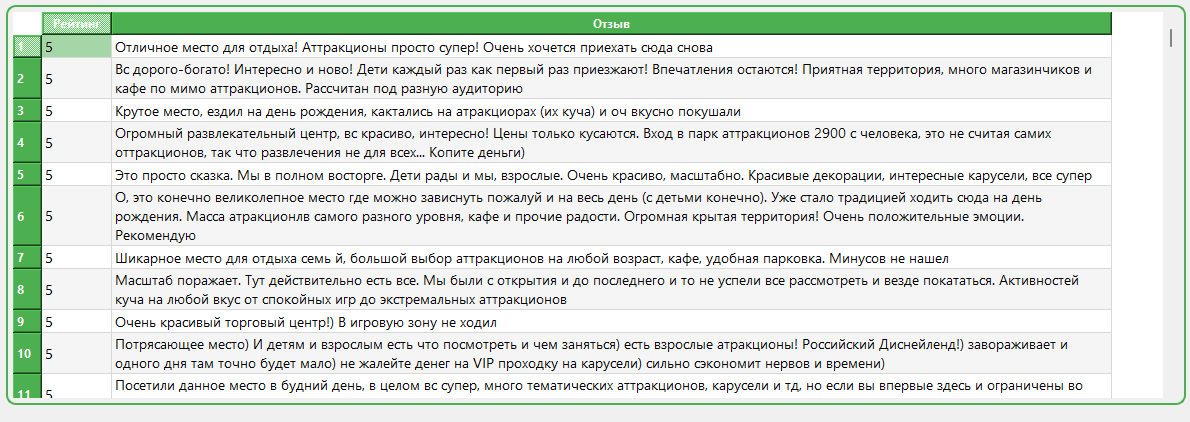 Рейтинг Отзыв
1 5 Отличное место для отдыха! Аттракционы просто супер! Очень хочется приехать сюда снова
2 5 Вс дорого-богато! Интересно и ново! Дети каждый раз как первый раз приезжают! Впечатления остаются! Приятная территория, много магазинчиков и
кафе по мимо аттракционов. Рассчитан под разную аудиторию
3 5 Крутое место, ездил на день рождения, кактались на атракциорах (их куча) и оч вкусно покушали
4 5 Огромный развлекательный центр, вс красиво, интересно! Цены только кусаются. Вход в парк аттракционов 2900 с человека, это не считая самих
оттракционов, так что развлечения не для всех... Копите деньги)
5 5 Это просто сказка. Мы в полном восторге. Дети рады и мы, взрослые. Очень красиво, масштабно. Красивые декорации, интересные карусели, все супер
6 5 О, это конечно великолепное место где можно зависнуть пожалуй и на весь день (с детьми конечно). Уже стало традицией ходить сюда на день
рождения. Масса атракционлв самого разного уровня, кафе и прочие радости. Огромная крытая территория! Очень положительные эмоции.
Рекомендую
7 5 Шикарное место для отдыха семь й, большой выбор аттракционов на любой возраст, кафе, удобная парковка. Минусов не нашел
8 5 Масштаб поражает. Тут действительно есть все. Мы были с открытия и до последнего и то не успели все рассмотреть и везде покататься. Активностей
куча на любой вкус от спокойных игр до экстремальных аттракционов
9 5 Очень красивый торговый центр!) В игровую зону не ходил
10 5 Потрясающее место) И детям и взрослым есть что посмотреть и чем заняться) есть взрослые атракционы! Российский Диснейленд!) завораживает и
одного дня там точно будет мало) не жалейте денег на VIP проходку на карусели) сильно сэкономит нервов и времени)
11 5 Посетили данное место в будний день, в целом вс супер, много тематических аттракционов, карусели и тд, но если вы впервые здесь и ограничены во